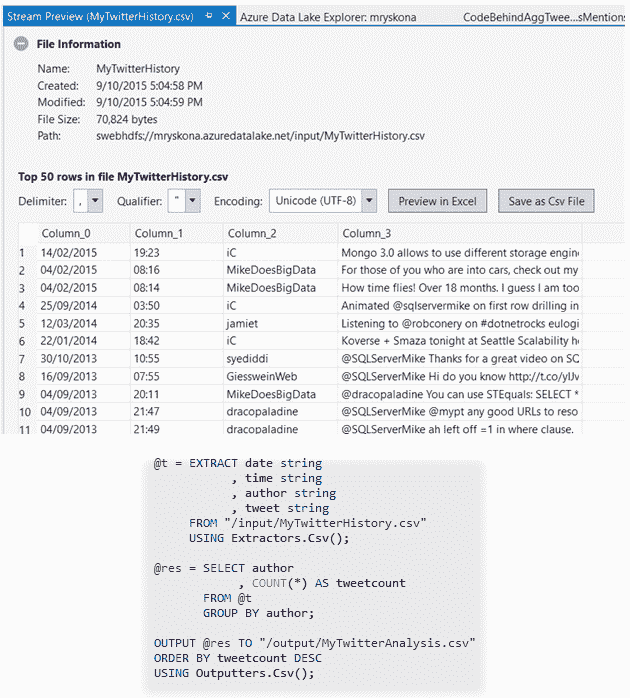 Stream Preview (MyTwitterHistory.csv) Azure Data Lake Explorer: mryskona CodeBehindAggTwee...sMentions
File Information
Name: MyTwitterHistory
Created: 9/10/2015 5:04:58 PM
Modified: 9/10/2015 5:04:59 PM
File Size: 70,824 bytes
Path: swebhdfs://mryskona.azuredatalake.net/input/MyTwitterHistory.csv
Top 50 rows in file MyTwitterHistory.csv
Delimiter: , Qualifier: " Encoding: Unicode (UTF-8) Preview in Excel Save as Csv File
Column_0 Column_1 Column_2 Column_3
1 14/02/2015 19:23 iC Mongo 3.0 allows to use different storage engin
2 04/02/2015 08:16 MikeDoesBigData For those of you who are into cars, check out my
3 04/02/2015 08:14 MikeDoesBigData How time flies! Over 18 months. I guess I am too
4 25/09/2014 03:50 iC Animated @sqlservermike on first row drilling in
5 12/03/2014 20:35 jamiet Listening to @robconery on #dotnetrocks eulogi
6 22/01/2014 18:42 iC Koverse + Smaza tonight at Seattle Scalability
7 30/10/2013 10:55 syediddi @SQLServerMike Thanks for a great video on SQ
8 16/09/2013 07:55 GiessweinWeb @SQLServerMike Hi do you know
9 04/09/2013 20:11 MikeDoesBigData @dracopaladine You can use STEquals: SELECT *
10 04/09/2013 21:47 dracopaladine @SQLServerMike @mypt any good URLs to reso
11 04/09/2013 21:49 dracopaladine @SQLServerMike ah left off =1 in where clause.
@t = EXTRACT date string
, time string
, author string
, tweet string
FROM "/input/MyTwitterHistory.csv"
USING Extractors.Csv();
@res = SELECT author
, COUNT(*) AS tweetcount
FROM @t
GROUP BY author;
OUTPUT @res TO "/output/MyTwitterAnalysis.csv"
ORDER BY tweetcount DESC
USING Outputters.Csv();